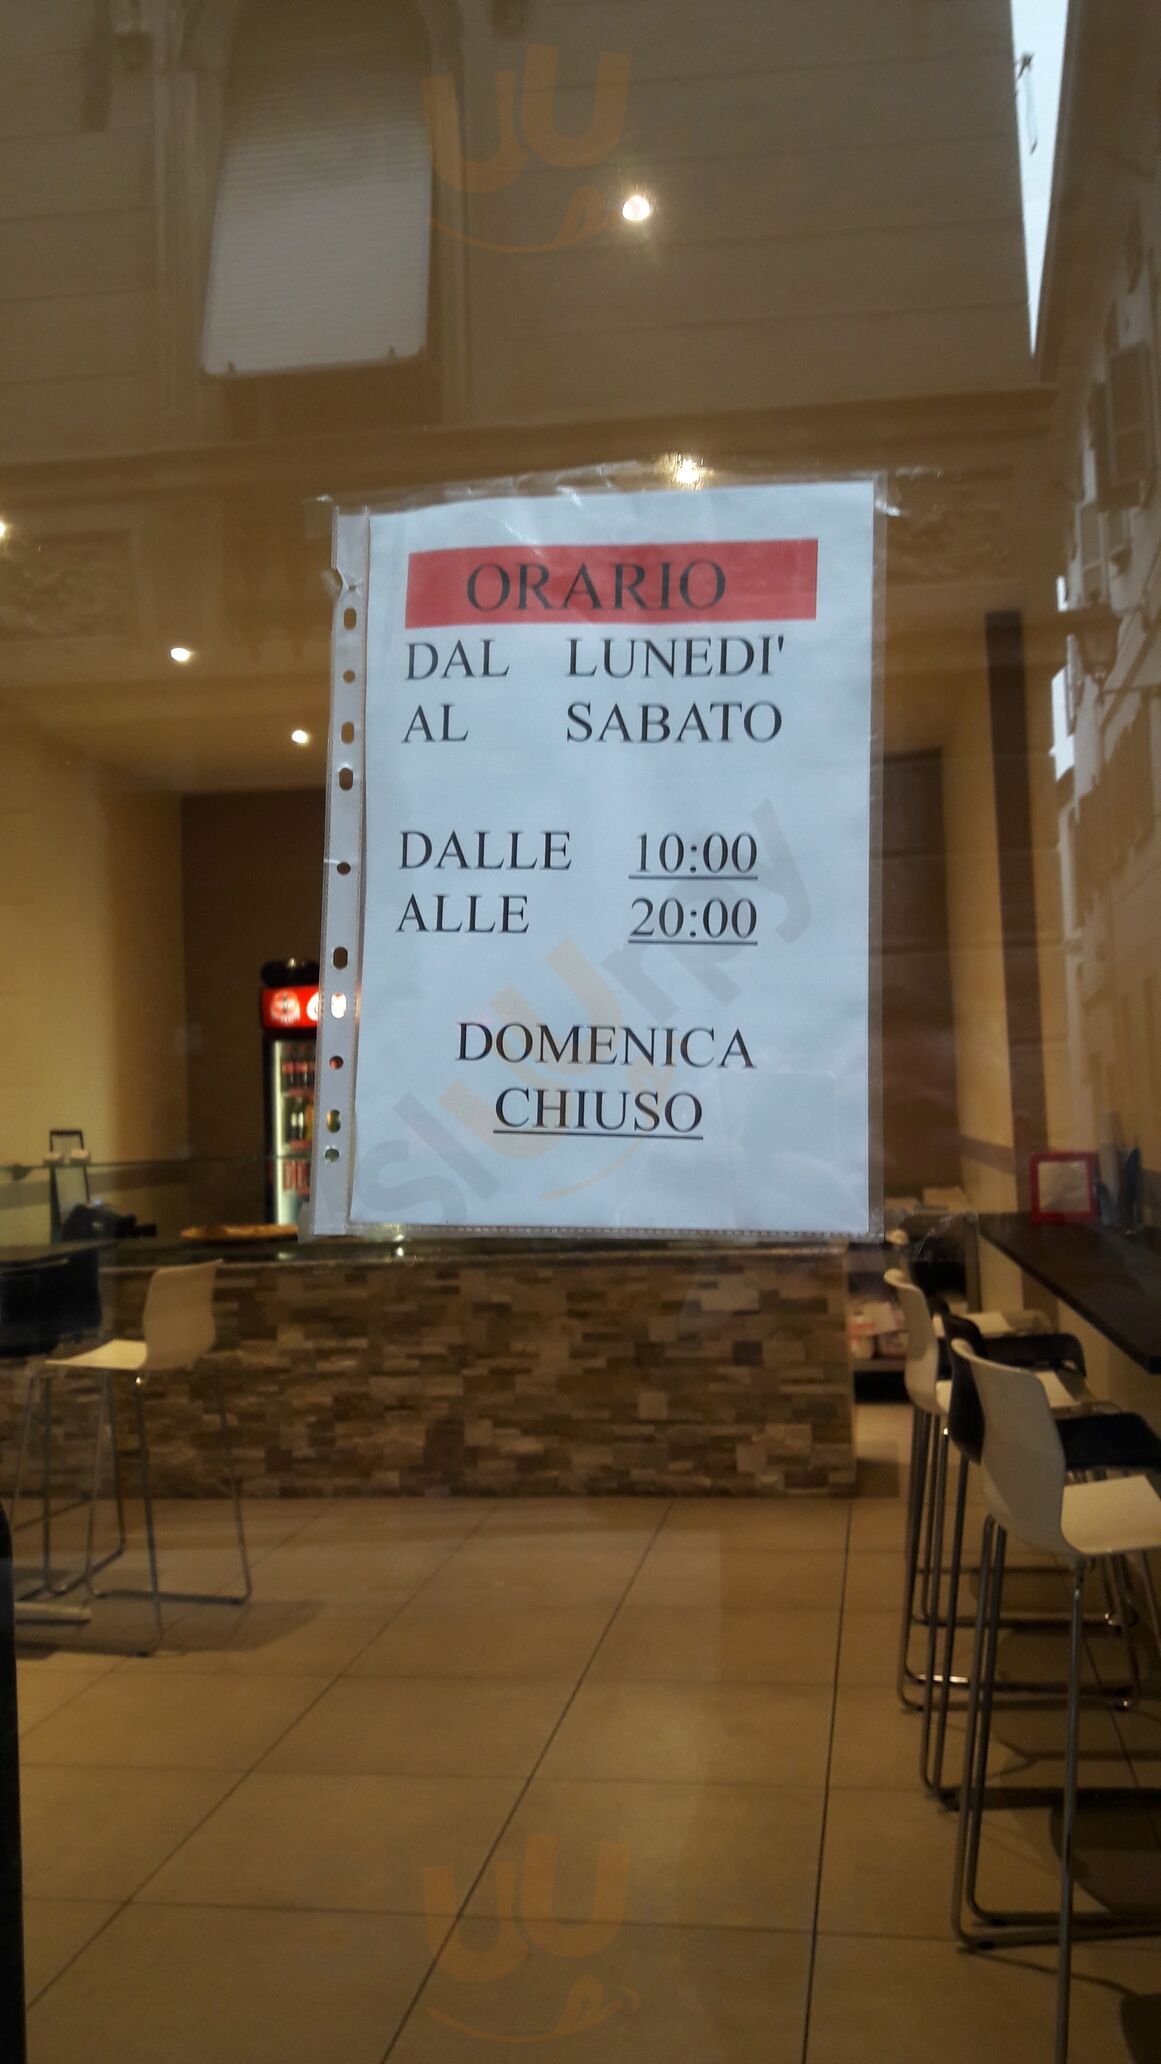 ORARIO
DAL LUNEDI'
AL SABATO
DALLE 10:00
ALLE 20:00
DOMENICA
CHIUSO